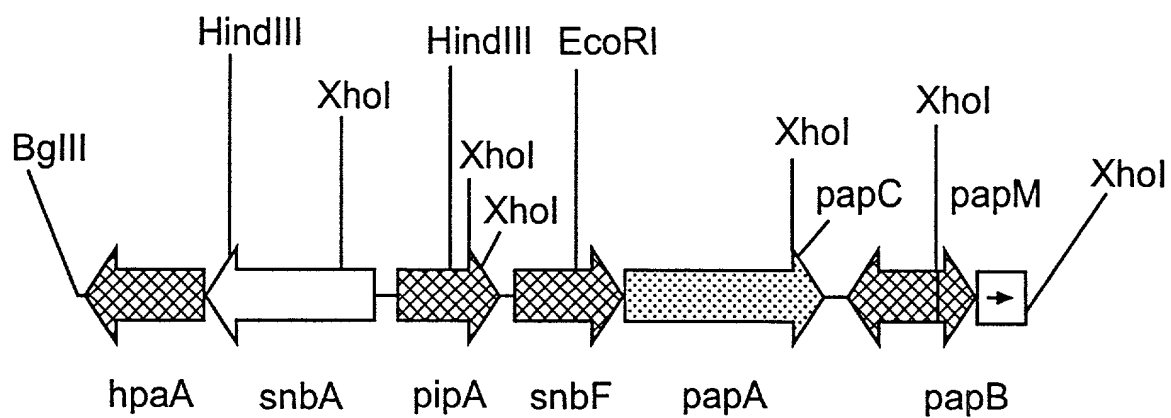 HindIII
HindIII
EcoRI
XhoI
XhoI
XhoI
BglII
XhoI
XhoI
XhoI
papC
papM
hpaA
snbA
pipA
snbF
papA
papB